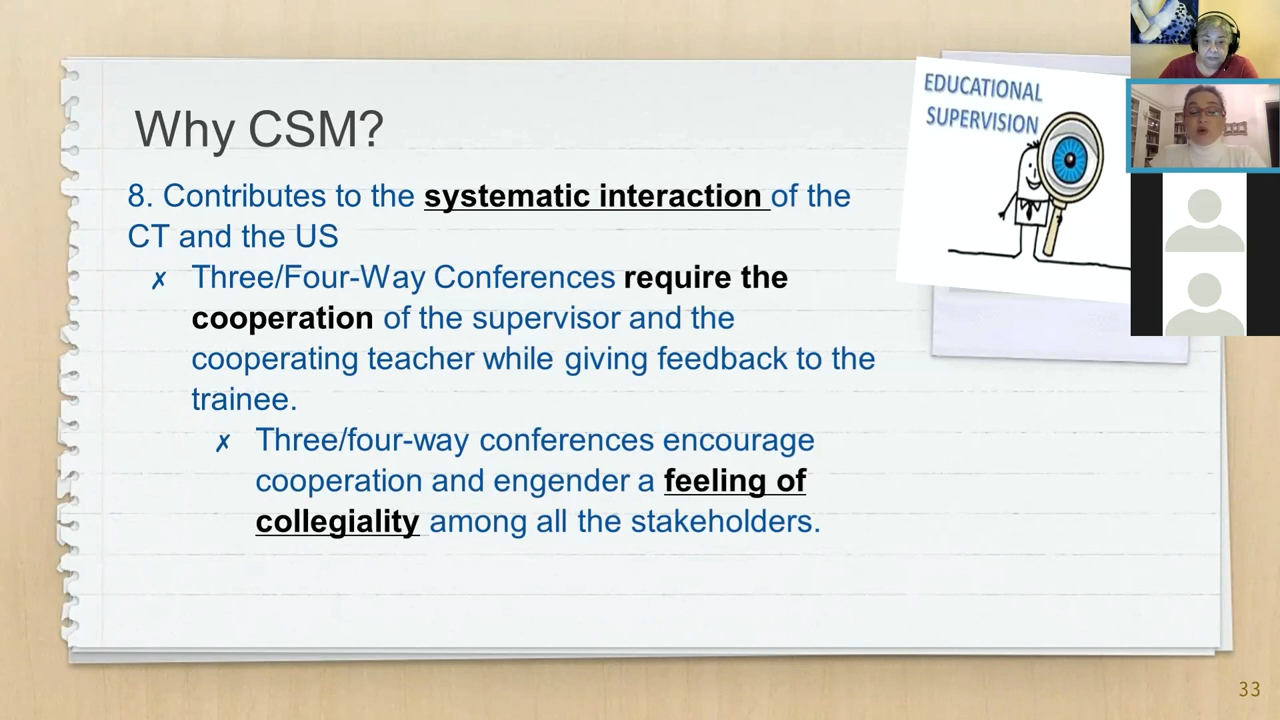 Why CSM?
8. Contributes to the systematic interaction of the
CT and the US
✗ Three/Four-Way Conferences require the
cooperation of the supervisor and the
cooperating teacher while giving feedback to the
trainee.
✗ Three/four-way conferences encourage
cooperation and engender a feeling of
collegiality among all the stakeholders.
EDUCATIONAL
SUPERVISION
33